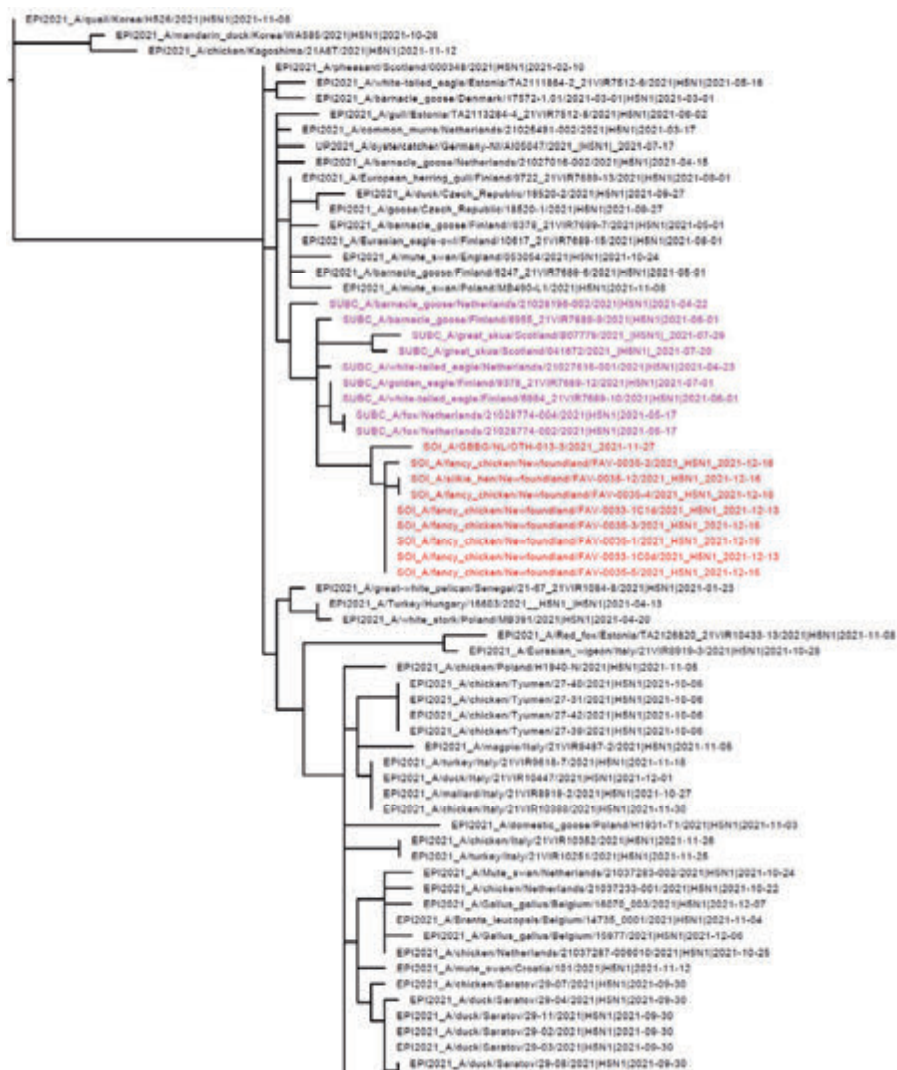 EPI2021_A/quail/Korea/H526/2021|H5N1|2021-11-08
EPI2021_A/mandarin_duck/Korea/WA585/2021|H5N1|2021-10-26
EPI2021_A/chicken/Kagoshima/21A6T/2021|H5N1|2021-11-12
EPI2021_A/pheasant/Scotland/000348/2021|H5N1|2021-02-10
EPI2021_A/white-tailed_eagle/Estonia/TA2111864-2_21VIR7512-6/2021|H5N1|2021-05-16
EPI2021_A/barnacle_goose/Denmark/17572-1.01/2021-03-01|H5N1|2021-03-01
EPI2021_A/gull/Estonia/TA2113264-4_21VIR7512-8/2021|H5N1|2021-06-02
EPI2021_A/common_murre/Netherlands/21026491-002/2021|H5N1|2021-03-17
UP2021_A/oystercatcher/Germany-NI/AI05047/2021_|H5N1|_2021-07-17
EPI2021_A/barnacle_goose/Netherlands/21027016-002/2021|H5N1|2021-04-15
EPI2021_A/European_herring_gull/Finland/9722_21VIR7689-13/2021|H5N1|2021-08-01
EPI2021_A/duck/Czech_Republic/18520-2/2021|H5N1|2021-09-27
EPI2021_A/goose/Czech_Republic/18520-1/2021|H5N1|2021-09-27
EPI2021_A/barnacle_goose/Finland/6378_21VIR7689-7/2021|H5N1|2021-05-01
EPI2021_A/Eurasian_eagle-owl/Finland/10617_21VIR7689-15/2021|H5N1|2021-08-01
EPI2021_A/mute_swan/England/053054/2021|H5N1|2021-10-24
EPI2021_A/barnacle_goose/Finland/6247_21VIR7689-6/2021|H5N1|2021-05-01
EPI2021_A/mute_swan/Poland/MB490-L1/2021|H5N1|2021-11-08
SUBC_A/barnacle_goose/Netherlands/21028198-002/2021|H5N1|2021-04-22
SUBC_A/barnacle_goose/Finland/8955_21VIR7689-9/2021|H5N1|2021-06-01
SUBC_A/great_skua/Scotland/807779/2021_|H5N1|_2021-07-29
SUBC_A/great_skua/Scotland/041672/2021_|H5N1|_2021-07-20
SUBC_A/white-tailed_eagle/Netherlands/21027616-001/2021|H5N1|2021-04-23
SUBC_A/golden_eagle/Finland/9378_21VIR7689-12/2021|H5N1|2021-07-01
SUBC_A/white-tailed_eagle/Finland/8984_21VIR7689-10/2021|H5N1|2021-06-01
SUBC_A/fox/Netherlands/21028774-004/2021|H5N1|2021-05-17
SUBC_A/fox/Netherlands/21028774-002/2021|H5N1|2021-05-17
SOI_A/GBBG/NL/OTH-013-3/2021_2021-11-27
SOI_A/fancy_chicken/Newfoundland/FAV-0035-2/2021_H5N1_2021-12-16
SOI_A/silkie_hen/Newfoundland/FAV-0035-12/2021_H5N1_2021-12-16
SOI_A/fancy_chicken/Newfoundland/FAV-0035-4/2021_H5N1_2021-12-16
SOI_A/fancy_chicken/Newfoundland/FAV-0033-1C1d/2021_H5N1_2021-12-13
SOI_A/fancy_chicken/Newfoundland/FAV-0035-3/2021_H5N1_2021-12-16
SOI_A/fancy_chicken/Newfoundland/FAV-0035-1/2021_H5N1_2021-12-16
SOI_A/fancy_chicken/Newfoundland/FAV-0033-1C0d/2021_H5N1_2021-12-13
SOI_A/fancy_chicken/Newfoundland/FAV-0035-5/2021_H5N1_2021-12-16
EPI2021_A/great-white_pelican/Senegal/21-67_21VIR1084-8/2021|H5N1|2021-01-23
EPI2021_A/Turkey/Hungary/16603/2021__H5N1_|H5N1|2021-04-13
EPI2021_A/white_stork/Poland/MB391/2021|H5N1|2021-04-20
EPI2021_A/Red_fox/Estonia/TA2126820_21VIR10433-13/2021|H5N1|2021-11-08
EPI2021_A/Eurasian_wigeon/Italy/21VIR8919-3/2021|H5N1|2021-10-28
EPI2021_A/chicken/Poland/H1940-N/2021|H5N1|2021-11-05
EPI2021_A/chicken/Tyumen/27-40/2021|H5N1|2021-10-06
EPI2021_A/chicken/Tyumen/27-31/2021|H5N1|2021-10-06
EPI2021_A/chicken/Tyumen/27-42/2021|H5N1|2021-10-06
EPI2021_A/chicken/Tyumen/27-39/2021|H5N1|2021-10-06
EPI2021_A/magpie/Italy/21VIR9487-2/2021|H5N1|2021-11-05
EPI2021_A/turkey/Italy/21VIR9618-7/2021|H5N1|2021-11-15
EPI2021_A/duck/Italy/21VIR10447/2021|H5N1|2021-12-01
EPI2021_A/mallard/Italy/21VIR8918-2/2021|H5N1|2021-10-27
EPI2021_A/chicken/Italy/21VIR10388/2021|H5N1|2021-11-30
EPI2021_A/domestic_goose/Poland/H1931-T1/2021|H5N1|2021-11-03
EPI2021_A/chicken/Italy/21VIR10352/2021|H5N1|2021-11-26
EPI2021_A/turkey/Italy/21VIR10251/2021|H5N1|2021-11-25
EPI2021_A/Mute_swan/Netherlands/21037283-002/2021|H5N1|2021-10-24
EPI2021_A/chicken/Netherlands/21037233-001/2021|H5N1|2021-10-22
EPI2021_A/Gallus_gallus/Belgium/16070_003/2021|H5N1|2021-12-07
EPI2021_A/Branta_leucopsis/Belgium/14735_0001/2021|H5N1|2021-11-04
EPI2021_A/Gallus_gallus/Belgium/15977/2021|H5N1|2021-12-06
EPI2021_A/chicken/Netherlands/21037287-006010/2021|H5N1|2021-10-25
EPI2021_A/mute_swan/Croatia/101/2021|H5N1|2021-11-12
EPI2021_A/chicken/Saratov/29-07/2021|H5N1|2021-09-30
EPI2021_A/duck/Saratov/29-04/2021|H5N1|2021-09-30
EPI2021_A/duck/Saratov/29-11/2021|H5N1|2021-09-30
EPI2021_A/duck/Saratov/29-02/2021|H5N1|2021-09-30
EPI2021_A/duck/Saratov/29-03/2021|H5N1|2021-09-30
EPI2021_A/duck/Saratov/29-08/2021|H5N1|2021-09-30